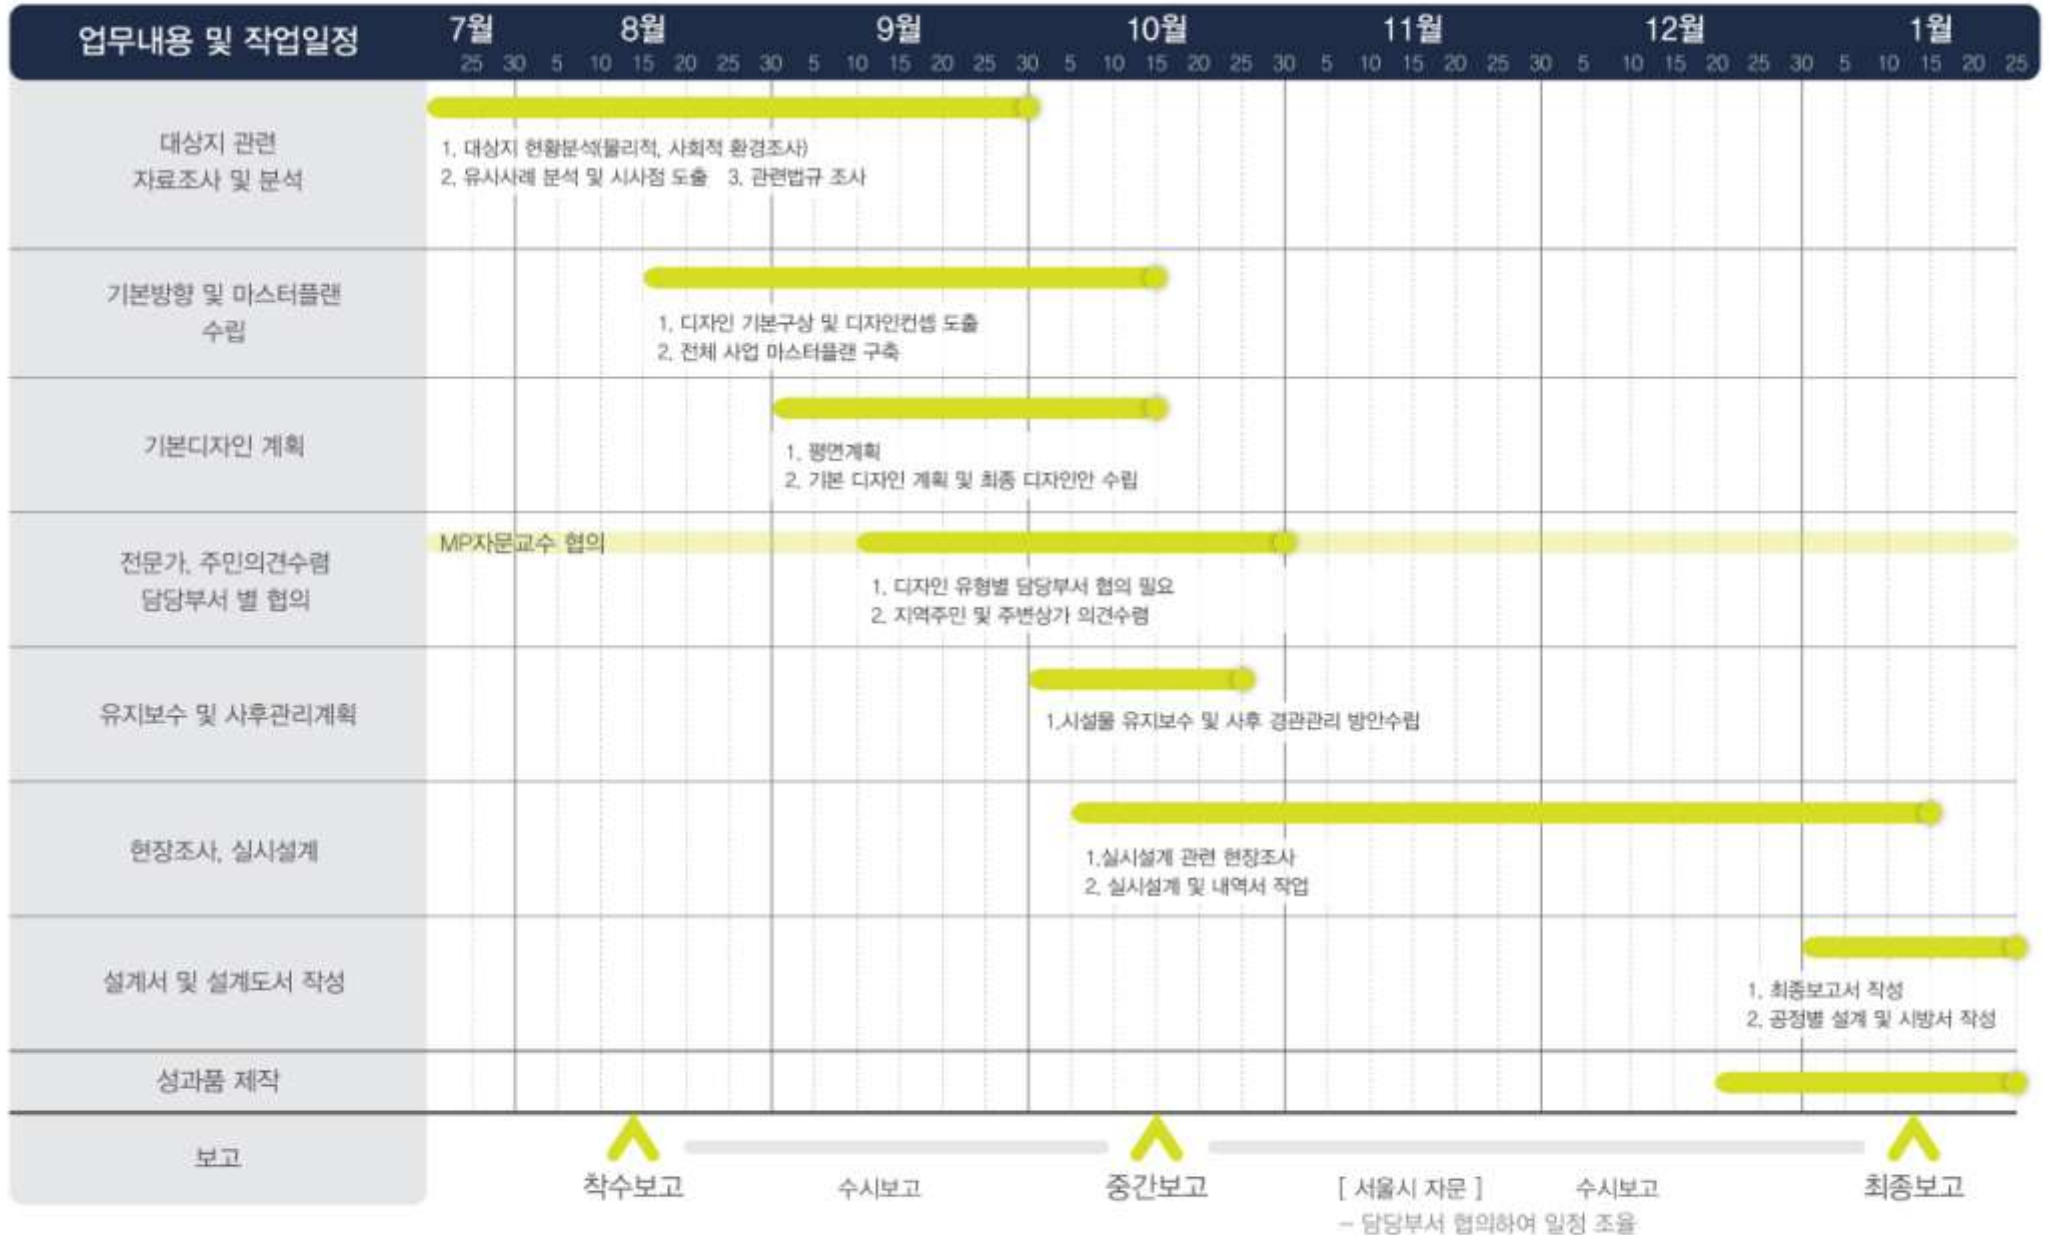 업무내용 및 작업일정
7월 8월 9월 10월 11월 12월 1월
25 30 5 10 15 20 25 30 5 10 15 20 25 30 5 10 15 20 25 30 5 10 15 20 25 30 5 10 15 20 25 30 5 10 15 20 25
대상지 관련
자료조사 및 분석
1. 대상지 현황분석(물리적, 사회적 환경조사)
2. 유사사례 분석 및 시사점 도출 3. 관련법규 조사
기본방향 및 마스터플랜
수립
1. 디자인 기본구상 및 디자인컨셉 도출
2. 전체 사업 마스터플랜 구축
기본디자인 계획
1. 평면계획
2. 기본 디자인 계획 및 최종 디자인안 수립
전문가, 주민의견수렴
담당부서 별 협의
MP자문교수 협의
1. 디자인 유형별 담당부서 협의 필요
2. 지역주민 및 주변상가 의견수렴
유지보수 및 사후관리계획
1.시설물 유지보수 및 사후 경관관리 방안수립
현장조사, 실시설계
1.실시설계 관련 현장조사
2. 실시설계 및 내역서 작업
설계서 및 설계도서 작성
1. 최종보고서 작성
2. 공정별 설계 및 시방서 작성
성과품 제작
보고
착수보고 수시보고 중간보고 [ 서울시 자문 ] 수시보고 최종보고
- 담당부서 협의하여 일정 조율